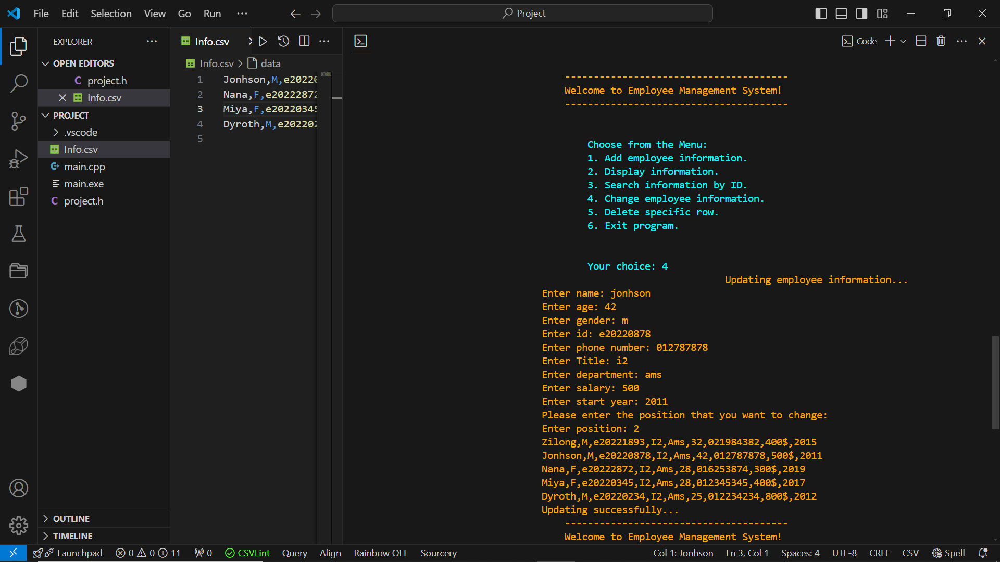 File Edit Selection View Go Run ··· Project
EXPLORER
OPEN EDITORS
project.h
Info.csv
PROJECT
.vscode
Info.csv
main.cpp
main.exe
project.h
OUTLINE
TIMELINE
Info.csv
Info.csv > data
1 Jonhson,M,e20220
2 Nana,F,e20222872
3 Miya,F,e20220345
4 Dyroth,M,e202202
5
Code
---------------------------------------
Welcome to Employee Management System!
---------------------------------------
Choose from the Menu:
1. Add employee information.
2. Display information.
3. Search information by ID.
4. Change employee information.
5. Delete specific row.
6. Exit program.
Your choice: 4
Updating employee information...
Enter name: jonhson
Enter age: 42
Enter gender: m
Enter id: e20220878
Enter phone number: 012787878
Enter Title: i2
Enter department: ams
Enter salary: 500
Enter start year: 2011
Please enter the position that you want to change:
Enter position: 2
Zilong,M,e20221893,I2,Ams,32,021984382,400$,2015
Jonhson,M,e20220878,I2,Ams,42,012787878,500$,2011
Nana,F,e20222872,I2,Ams,28,016253874,300$,2019
Miya,F,e20220345,I2,Ams,28,012345345,400$,2017
Dyroth,M,e20220234,I2,Ams,25,012234234,800$,2012
Updating successfully...
---------------------------------------
Welcome to Employee Management System!
Launchpad 0 0 11 0 CSVLint Query Align Rainbow OFF Sourcery Col 1: Jonhson Ln 3, Col 1 Spaces: 4 UTF-8 CRLF CSV Spell